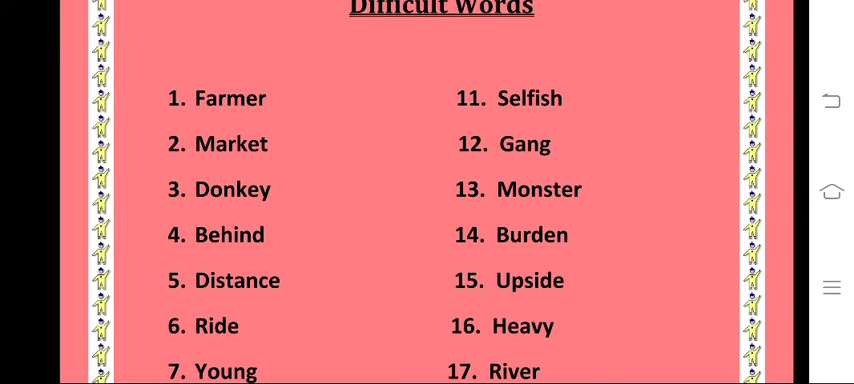 Difficult Words
1. Farmer 11. Selfish
2. Market 12. Gang
3. Donkey 13. Monster
4. Behind 14. Burden
5. Distance 15. Upside
6. Ride 16. Heavy
7. Young 17. River